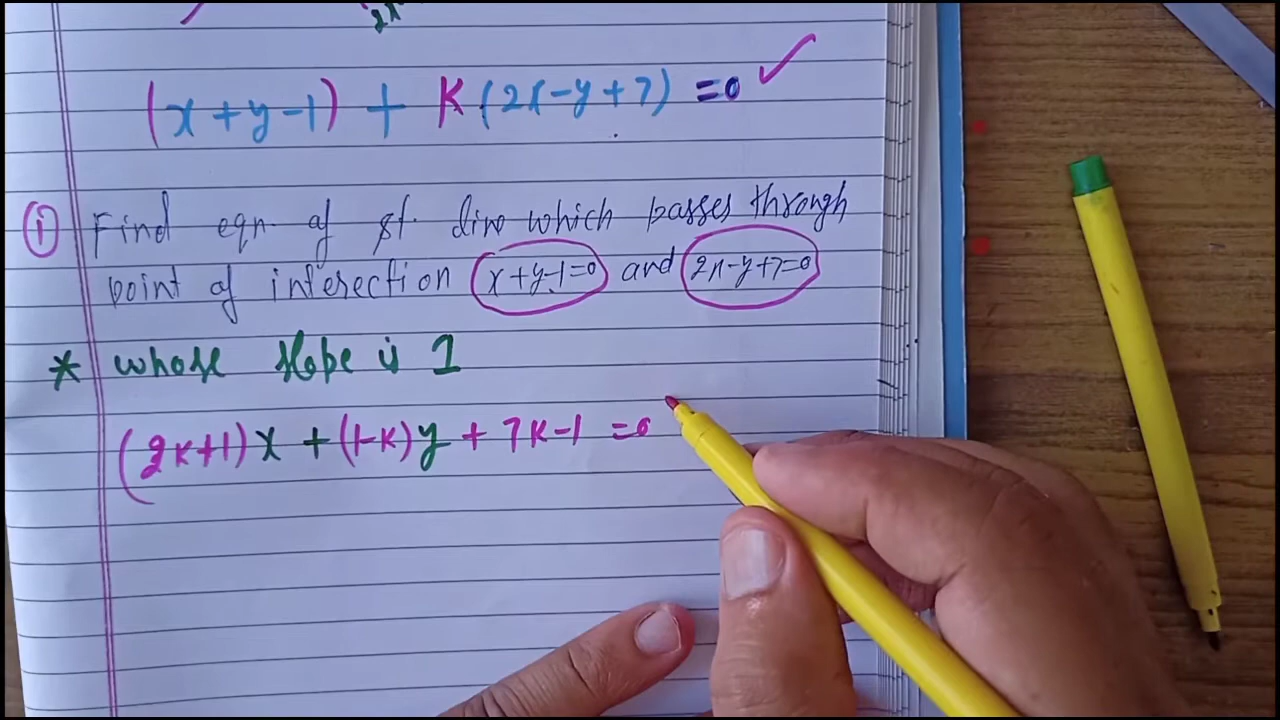 2x
(x+y-1) + K(2x-y+7) =0 ✓
(i) Find eqn. of st. line which passes through
point of intersection (x+y-1=0) and (2x-y+7=0)
* whose slope is 1
(2K+1)x + (1-K)y + 7K-1 =0